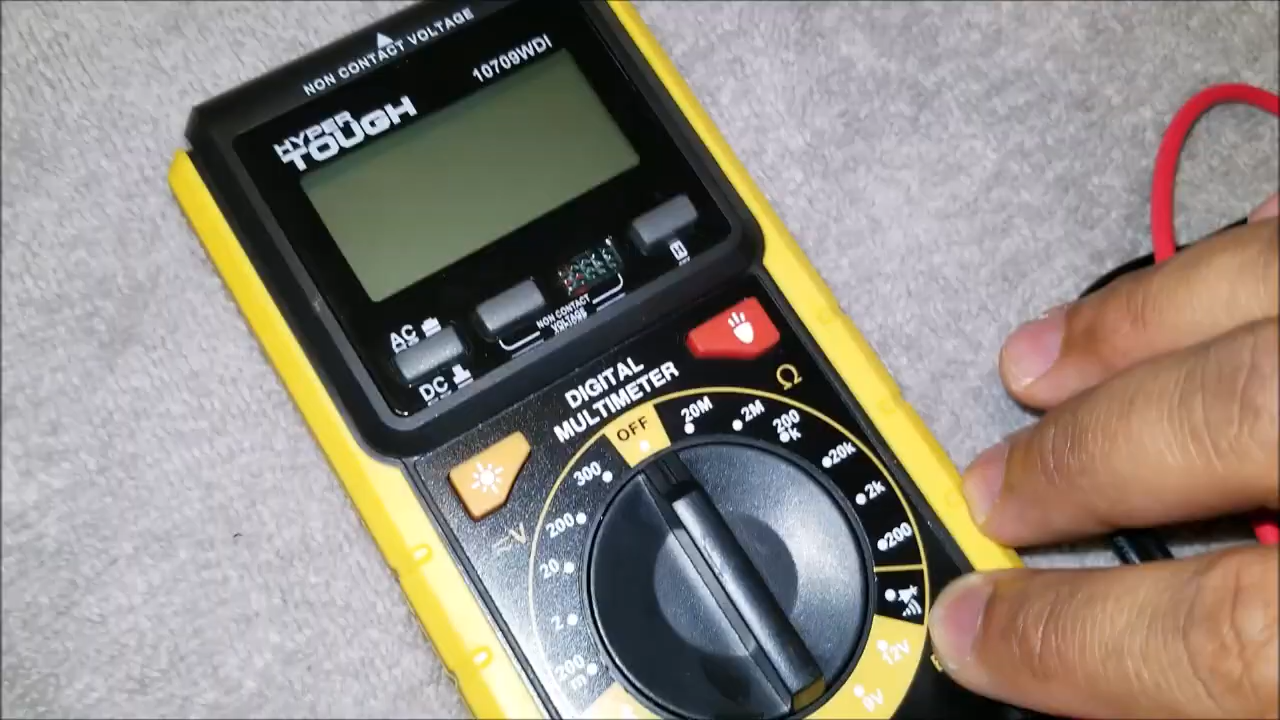 NON CONTACT VOLTAGE
10709WDI
HYPER
TOUGH
AC
DC
NON CONTACT
VOLTAGE
H
DIGITAL
MULTIMETER
Ω
OFF
20M
2M
200
k
20k
2k
200
12V
9V
300
200
20
2
200
m
V